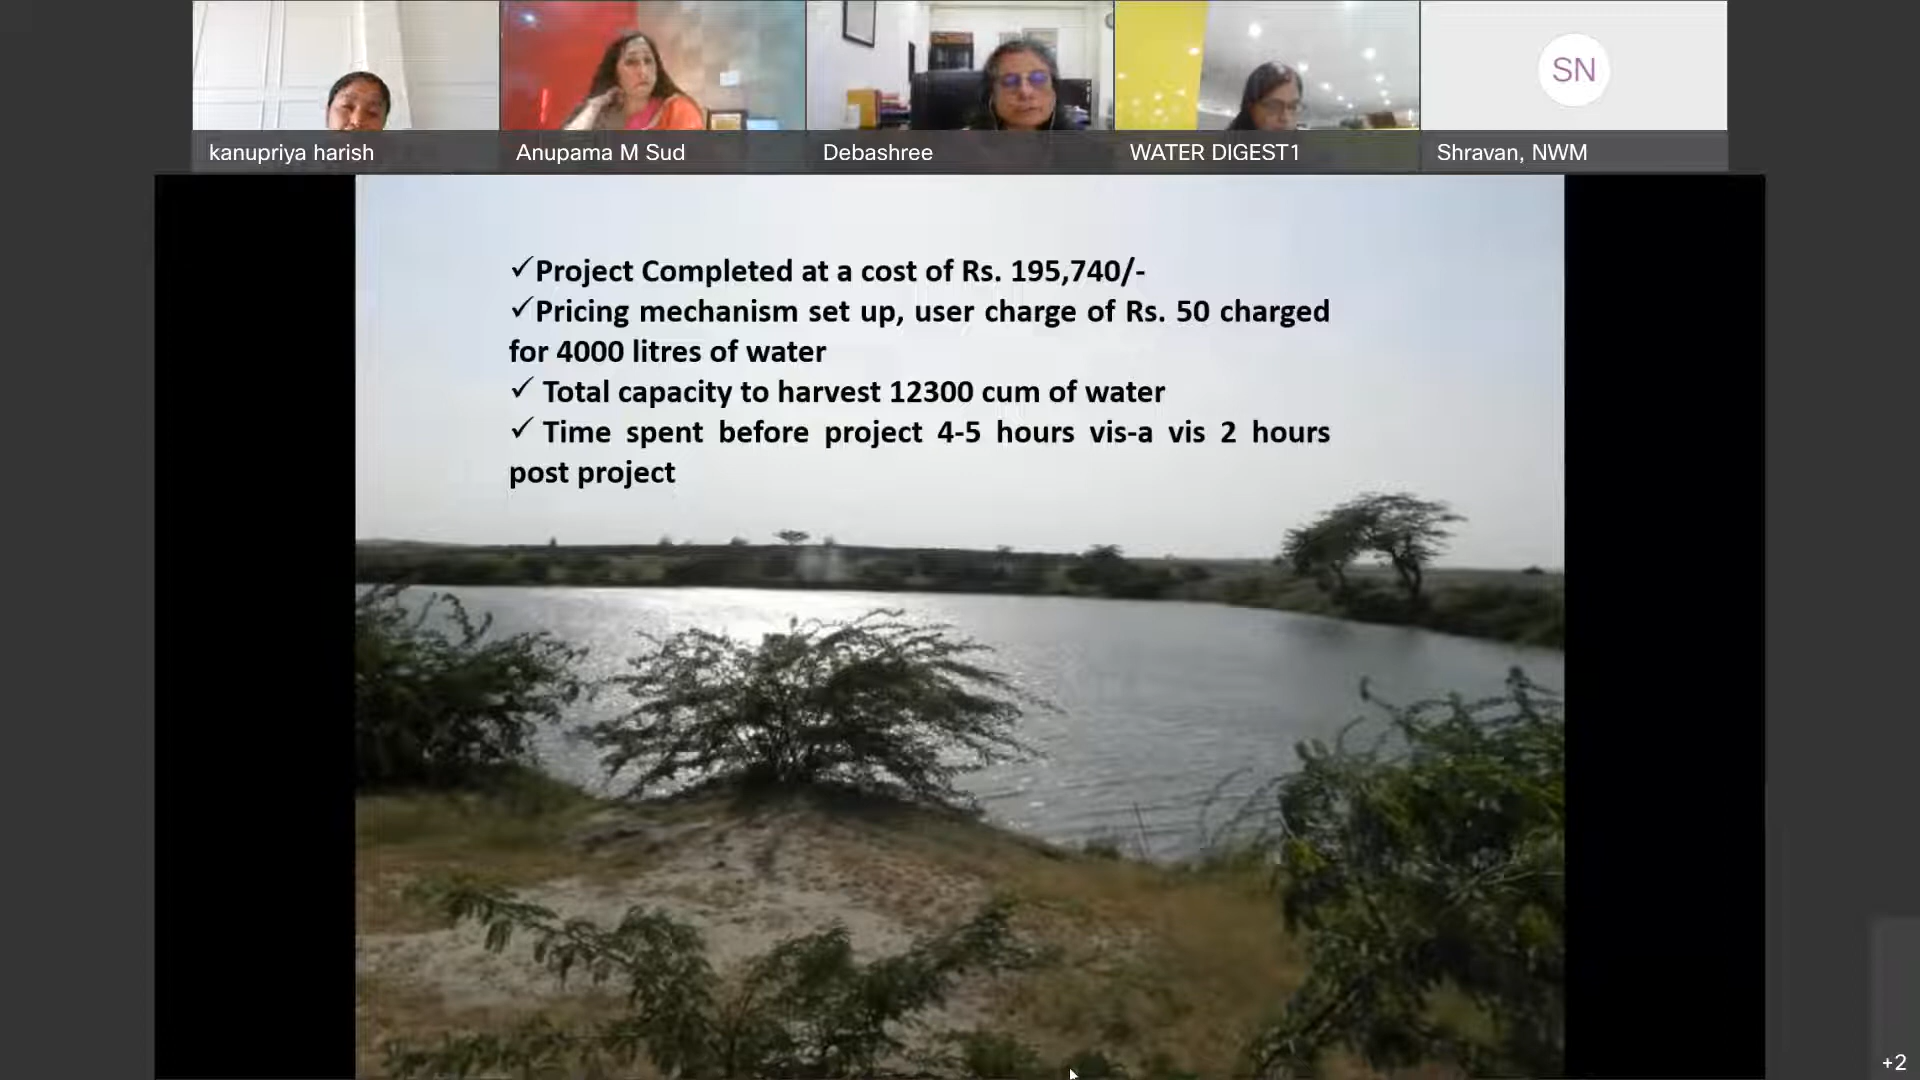 SN
kanupriya harish
Anupama M Sud
Debashree
WATER DIGEST1
Shravan, NWM
✓Project Completed at a cost of Rs. 195,740/-
✓Pricing mechanism set up, user charge of Rs. 50 charged
for 4000 litres of water
✓ Total capacity to harvest 12300 cum of water
✓ Time spent before project 4-5 hours vis-a vis 2 hours
post project
+2